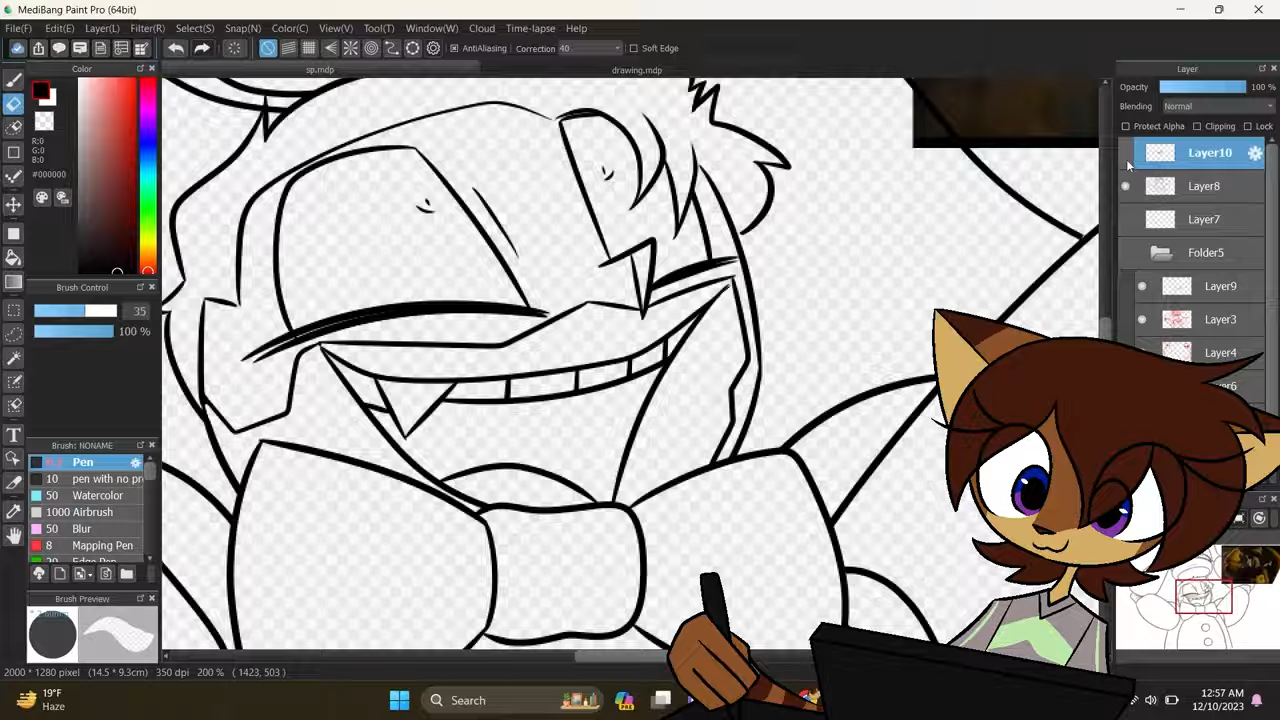 MediBang Paint Pro (64bit)
File(F) Edit(E) Layer(L) Filter(R) Select(S) Snap(N) Color(C) View(V) Tool(T) Window(W) Cloud Time-lapse Help
AntiAliasing Correction 40 Soft Edge
Color
sp.mdp
drawing.mdp
Layer
Opacity 100 %
Blending Normal
Protect Alpha Clipping Lock
R:0
G:0
B:0
#000000
Layer10
Layer8
Layer7
Folder5
Layer9
Layer3
Layer4
Brush Control
35
100 %
Brush: NONAME
Pen
10 pen with no pr
50 Watercolor
1000 Airbrush
50 Blur
8 Mapping Pen
Brush Preview
2000 * 1280 pixel (14.5 * 9.3cm) 350 dpi 200 % ( 1423, 503 )
19°F
Haze
Search
12:57 AM
12/10/2023